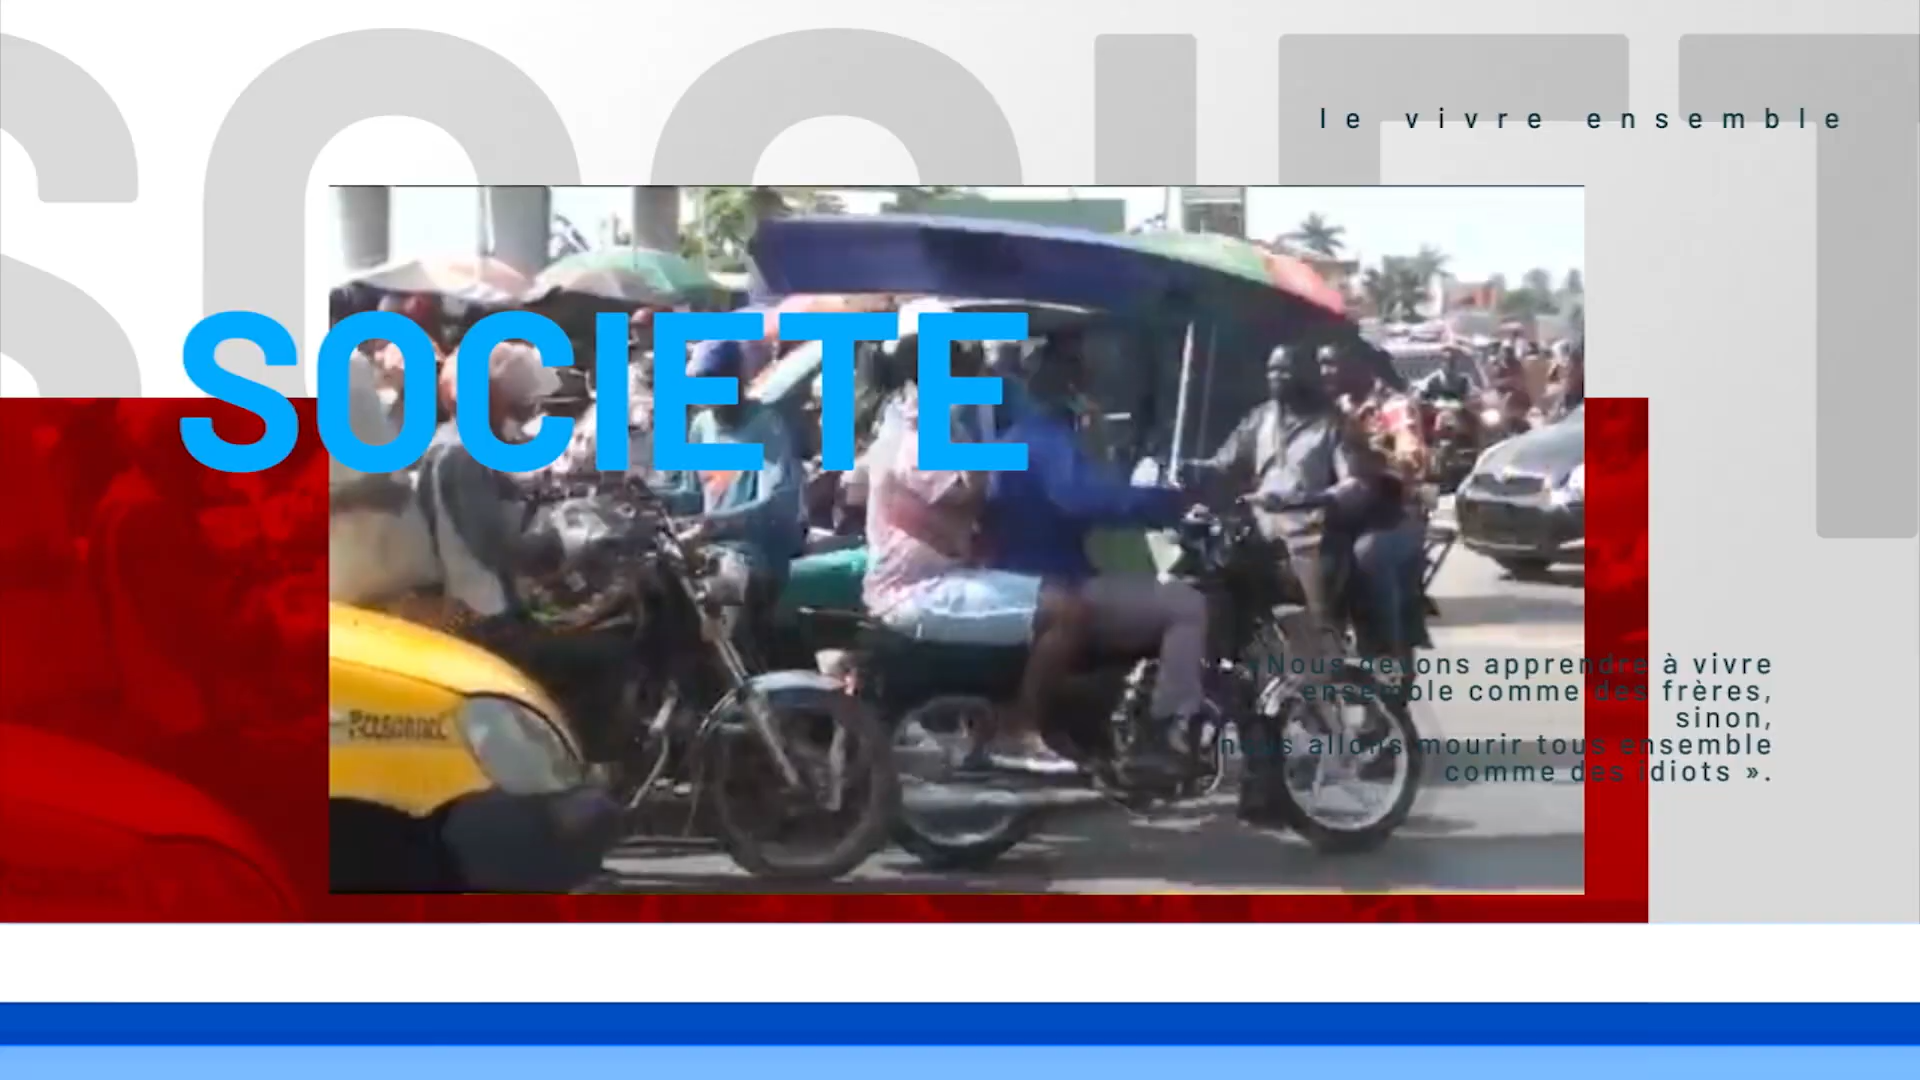 SOCIET
le vivre ensemble
SOCIETE
«Nous devons apprendre à vivre
ensemble comme des frères,
sinon,
nous allons mourir tous ensemble
comme des idiots ».